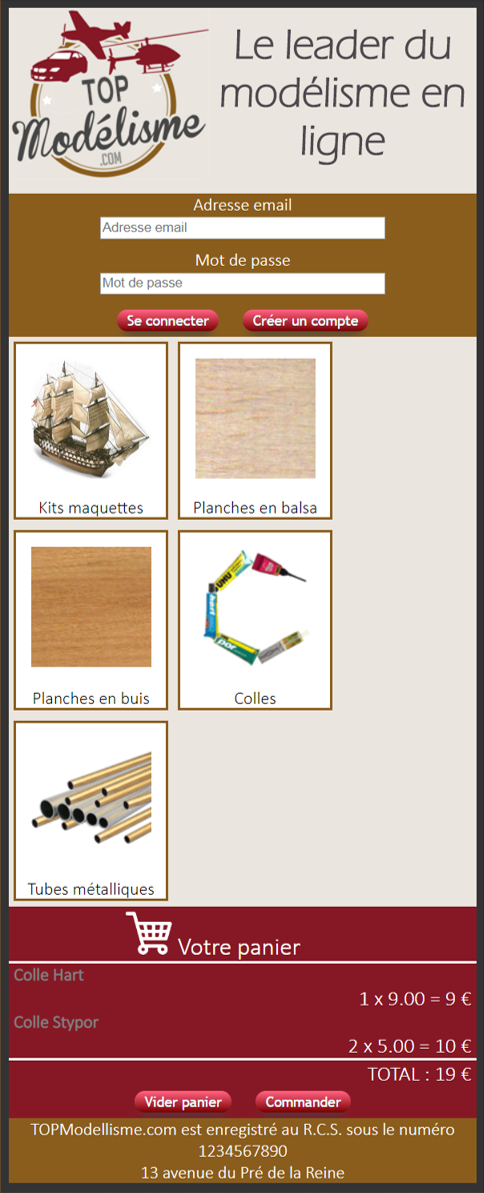 TOP
Modélisme
.COM
Le leader du
modélisme en
ligne
Adresse email
Adresse email
Mot de passe
Mot de passe
Se connecter Créer un compte
Kits maquettes Planches en balsa
UHU
hart
por
Planches en buis Colles
Tubes métalliques
Votre panier
Colle Hart
1 x 9.00 = 9 €
Colle Stypor
2 x 5.00 = 10 €
TOTAL : 19 €
Vider panier Commander
TOPModellisme.com est enregistré au R.C.S. sous le numéro
1234567890
13 avenue du Pré de la Reine